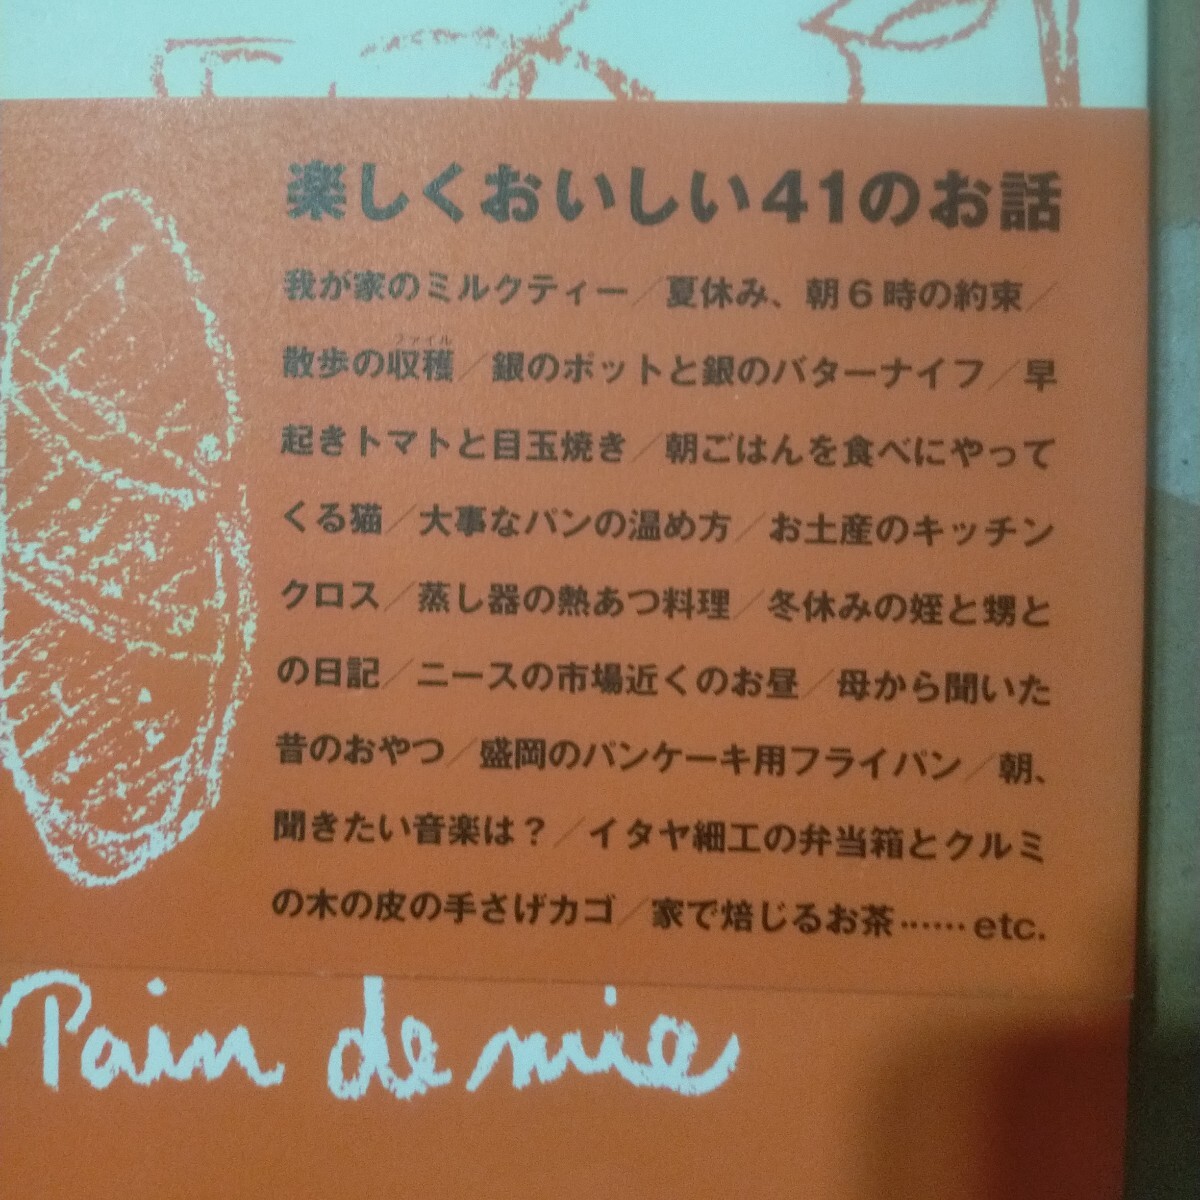 楽しくおいしい41のお話
我が家のミルクティー／夏休み、朝6時の約束／
ファイル
散歩の収穫／銀のポットと銀のバターナイフ／早
起きトマトと目玉焼き／朝ごはんを食べにやって
くる猫／大事なパンの温め方／お土産のキッチン
クロス／蒸し器の熱あつ料理／冬休みの姪と甥と
の日記／ニースの市場近くのお昼／母から聞いた
昔のおやつ／盛岡のパンケーキ用フライパン／朝、
聞きたい音楽は？／イタヤ細工の弁当箱とクルミ
の木の皮の手さげカゴ／家で焙じるお茶……etc.
Pain de mie